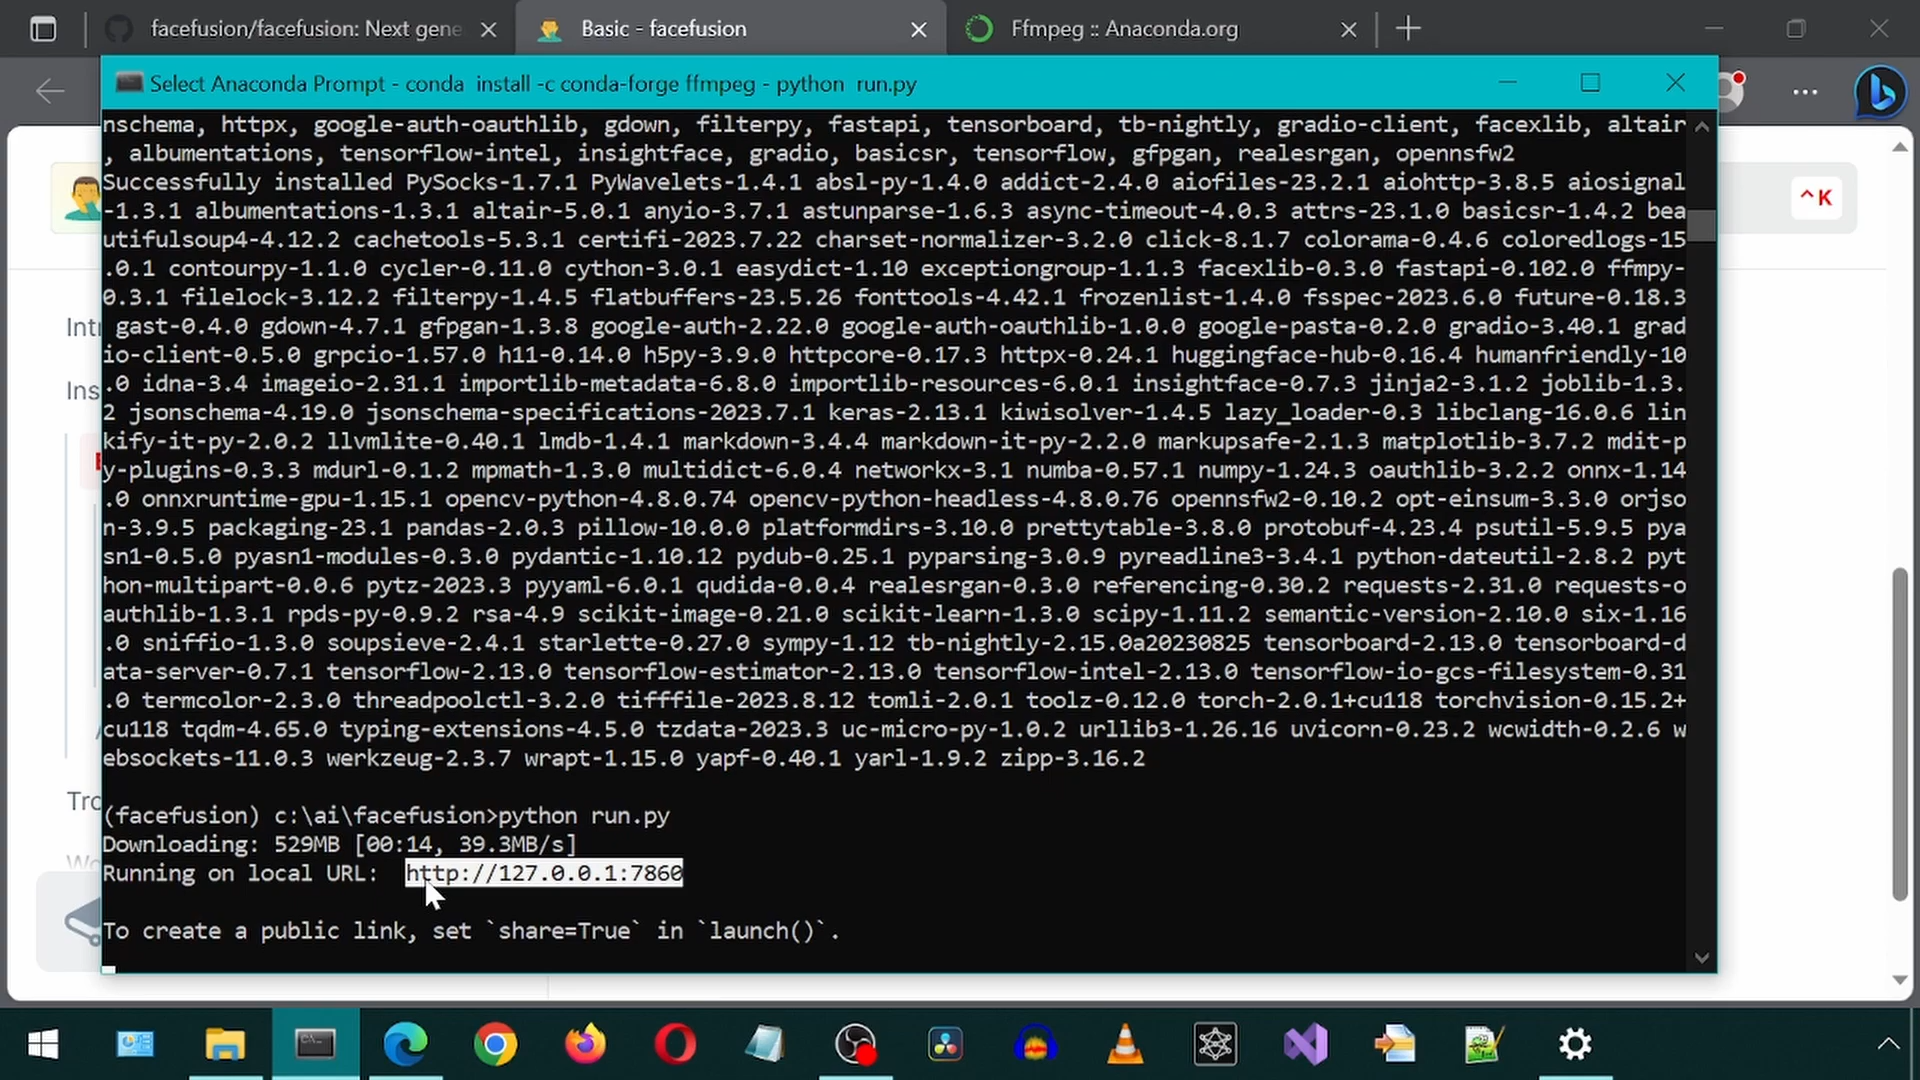 facefusion/facefusion: Next gene
Basic - facefusion
Ffmpeg :: Anaconda.org
Select Anaconda Prompt - conda  install -c conda-forge ffmpeg - python  run.py
nschema, httpx, google-auth-oauthlib, gdown, filterpy, fastapi, tensorboard, tb-nightly, gradio-client, facexlib, altair
, albumentations, tensorflow-intel, insightface, gradio, basicsr, tensorflow, gfpgan, realesrgan, opennsfw2
Successfully installed PySocks-1.7.1 PyWavelets-1.4.1 absl-py-1.4.0 addict-2.4.0 aiofiles-23.2.1 aiohttp-3.8.5 aiosignal
-1.3.1 albumentations-1.3.1 altair-5.0.1 anyio-3.7.1 astunparse-1.6.3 async-timeout-4.0.3 attrs-23.1.0 basicsr-1.4.2 bea
utifulsoup4-4.12.2 cachetools-5.3.1 certifi-2023.7.22 charset-normalizer-3.2.0 click-8.1.7 colorama-0.4.6 coloredlogs-15
.0.1 contourpy-1.1.0 cycler-0.11.0 cython-3.0.1 easydict-1.10 exceptiongroup-1.1.3 facexlib-0.3.0 fastapi-0.102.0 ffmpy-
0.3.1 filelock-3.12.2 filterpy-1.4.5 flatbuffers-23.5.26 fonttools-4.42.1 frozenlist-1.4.0 fsspec-2023.6.0 future-0.18.3
gast-0.4.0 gdown-4.7.1 gfpgan-1.3.8 google-auth-2.22.0 google-auth-oauthlib-1.0.0 google-pasta-0.2.0 gradio-3.40.1 grad
io-client-0.5.0 grpcio-1.57.0 h11-0.14.0 h5py-3.9.0 httpcore-0.17.3 httpx-0.24.1 huggingface-hub-0.16.4 humanfriendly-10
.0 idna-3.4 imageio-2.31.1 importlib-metadata-6.8.0 importlib-resources-6.0.1 insightface-0.7.3 jinja2-3.1.2 joblib-1.3.
2 jsonschema-4.19.0 jsonschema-specifications-2023.7.1 keras-2.13.1 kiwisolver-1.4.5 lazy_loader-0.3 libclang-16.0.6 lin
kify-it-py-2.0.2 llvmlite-0.40.1 lmdb-1.4.1 markdown-3.4.4 markdown-it-py-2.2.0 markupsafe-2.1.3 matplotlib-3.7.2 mdit-p
y-plugins-0.3.3 mdurl-0.1.2 mpmath-1.3.0 multidict-6.0.4 networkx-3.1 numba-0.57.1 numpy-1.24.3 oauthlib-3.2.2 onnx-1.14
.0 onnxruntime-gpu-1.15.1 opencv-python-4.8.0.74 opencv-python-headless-4.8.0.76 opennsfw2-0.10.2 opt-einsum-3.3.0 orjso
n-3.9.5 packaging-23.1 pandas-2.0.3 pillow-10.0.0 platformdirs-3.10.0 prettytable-3.8.0 protobuf-4.23.4 psutil-5.9.5 pya
sn1-0.5.0 pyasn1-modules-0.3.0 pydantic-1.10.12 pydub-0.25.1 pyparsing-3.0.9 pyreadline3-3.4.1 python-dateutil-2.8.2 pyt
hon-multipart-0.0.6 pytz-2023.3 pyyaml-6.0.1 qudida-0.0.4 realesrgan-0.3.0 referencing-0.30.2 requests-2.31.0 requests-o
authlib-1.3.1 rpds-py-0.9.2 rsa-4.9 scikit-image-0.21.0 scikit-learn-1.3.0 scipy-1.11.2 semantic-version-2.10.0 six-1.16
.0 sniffio-1.3.0 soupsieve-2.4.1 starlette-0.27.0 sympy-1.12 tb-nightly-2.15.0a20230825 tensorboard-2.13.0 tensorboard-d
ata-server-0.7.1 tensorflow-2.13.0 tensorflow-estimator-2.13.0 tensorflow-intel-2.13.0 tensorflow-io-gcs-filesystem-0.31
.0 termcolor-2.3.0 threadpoolctl-3.2.0 tifffile-2023.8.12 tomli-2.0.1 toolz-0.12.0 torch-2.0.1+cu118 torchvision-0.15.2+
cu118 tqdm-4.65.0 typing-extensions-4.5.0 tzdata-2023.3 uc-micro-py-1.0.2 urllib3-1.26.16 uvicorn-0.23.2 wcwidth-0.2.6 w
ebsockets-11.0.3 werkzeug-2.3.7 wrapt-1.15.0 yapf-0.40.1 yarl-1.9.2 zipp-3.16.2
(facefusion) c:\ai\facefusion>python run.py
Downloading: 529MB [00:14, 39.3MB/s]
Running on local URL:  http://127.0.0.1:7860
To create a public link, set `share=True` in `launch()`.
^K
Intr
Ins
Tro